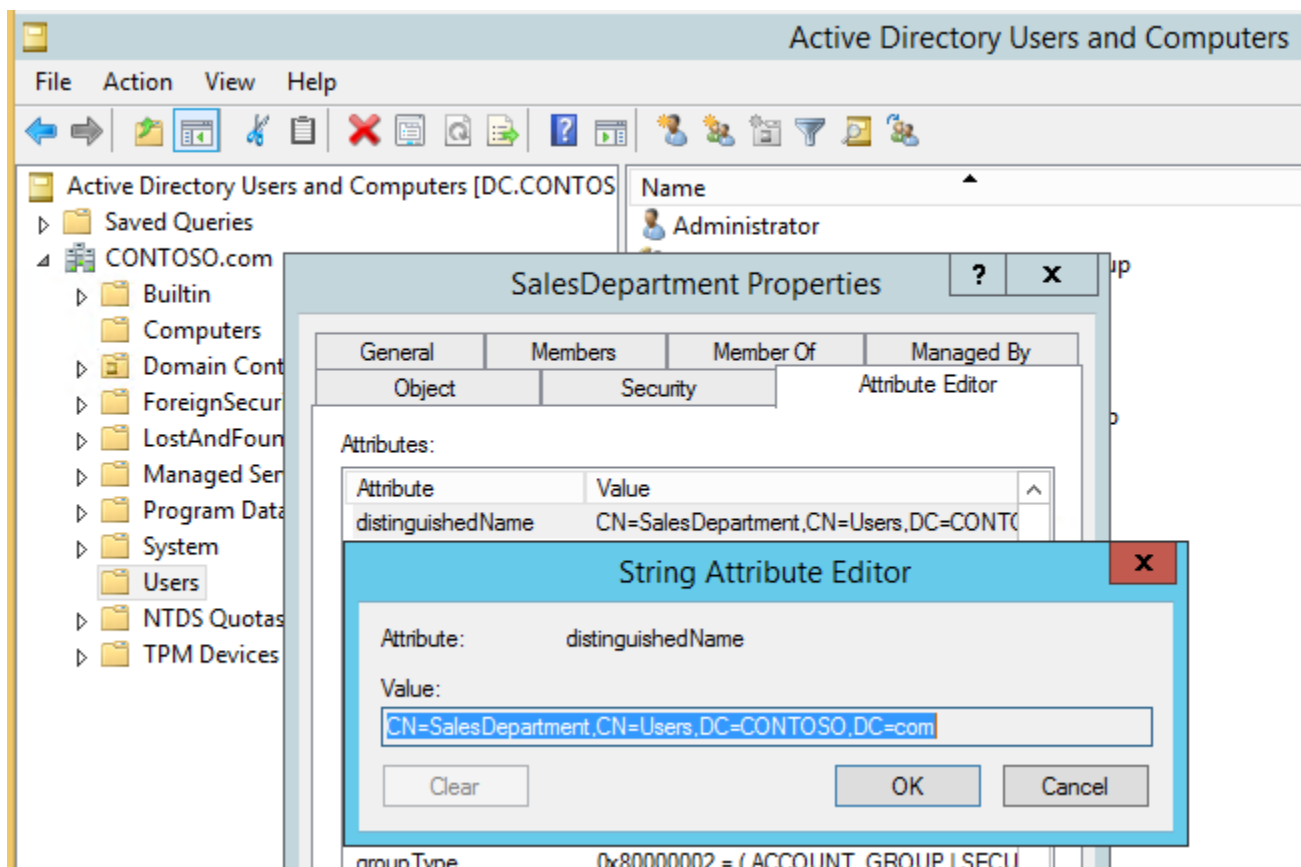 Active Directory Users and Computers
File Action View Help
Active Directory Users and Computers [DC.CONTOS
Name
Saved Queries
Administrator
CONTOSO.com
up
SalesDepartment Properties
? x
Builtin
Computers
General Members Member Of Managed By
Domain Cont
Object Security Attribute Editor
ForeignSecur
p
LostAndFoun
Attributes:
Managed Ser
Attribute Value
Program Data
distinguishedName CN=SalesDepartment,CN=Users,DC=CONTO
System
String Attribute Editor
x
Users
NTDS Quotas
Attribute: distinguishedName
TPM Devices
Value:
CN=SalesDepartment,CN=Users,DC=CONTOSO,DC=com
Clear OK Cancel
groupType 0x80000002 = ( ACCOUNT_GROUP | SECU